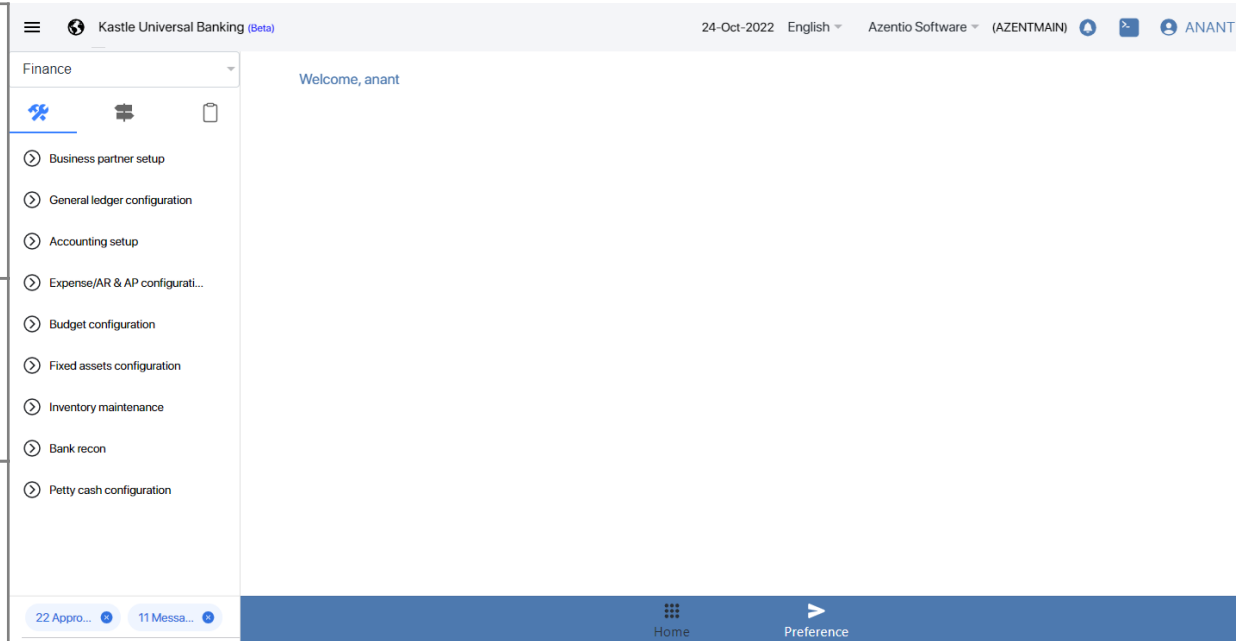 Kastle Universal Banking (Beta)
24-Oct-2022 English Azentio Software (AZENTMAIN) ANANT
Finance
Welcome, anant
Business partner setup
General ledger configuration
Accounting setup
Expense/AR & AP configurati...
Budget configuration
Fixed assets configuration
Inventory maintenance
Bank recon
Petty cash configuration
22 Appro... 11 Messa...
Home Preference